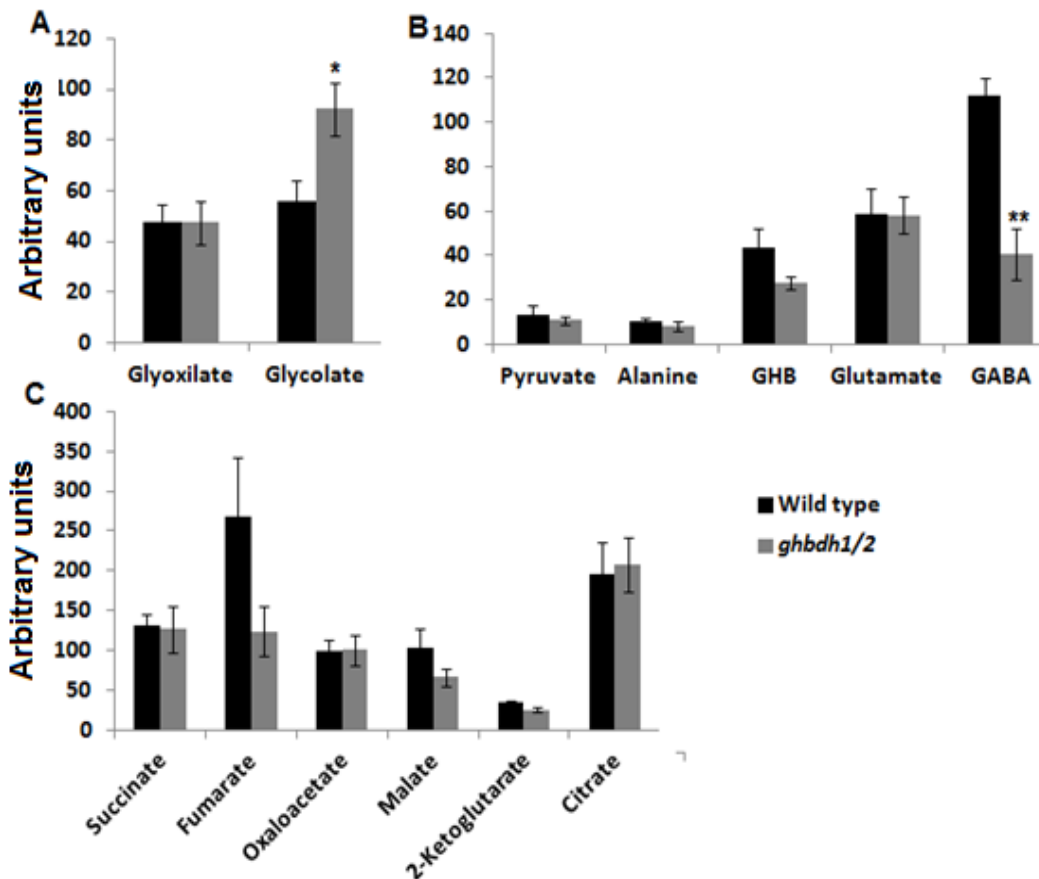 A
120
100
80
60
40
20
0
Arbitrary units
*
Glyoxilate Glycolate
B
140
120
100
80
60
40
20
0
**
Pyruvate Alanine GHB Glutamate GABA
C
400
350
300
250
200
150
100
50
0
Arbitrary units
Succinate
Fumarate
Oxaloacetate
Malate
2-Ketoglutarate
Citrate
Wild type
ghbdh1/2